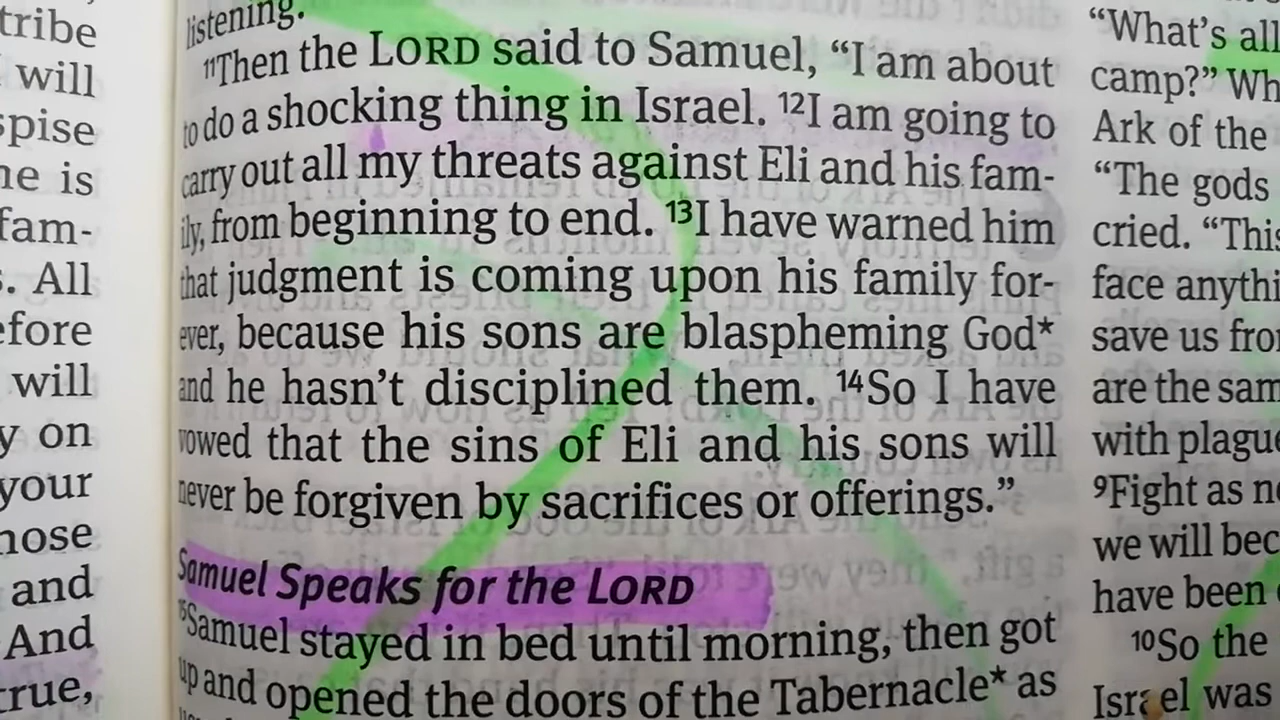 tribe
will
spise
ne is
fam-
s. All
efore
will
y on
your
hose
and
And
true,
listening.
¹¹Then the LORD said to Samuel, “I am about
to do a shocking thing in Israel. ¹²I am going to
carry out all my threats against Eli and his fam-
ily, from beginning to end. ¹³I have warned him
that judgment is coming upon his family for-
ever, because his sons are blaspheming God*
and he hasn’t disciplined them. ¹⁴So I have
vowed that the sins of Eli and his sons will
never be forgiven by sacrifices or offerings.”
Samuel Speaks for the LORD
¹⁵Samuel stayed in bed until morning, then got
up and opened the doors of the Tabernacle* as
“What’s all
camp?” Wh
Ark of the
“The gods
cried. “This
face anythi
save us from
are the sam
with plague
⁹Fight as ne
we will bec
have been
¹⁰So the
Israel was